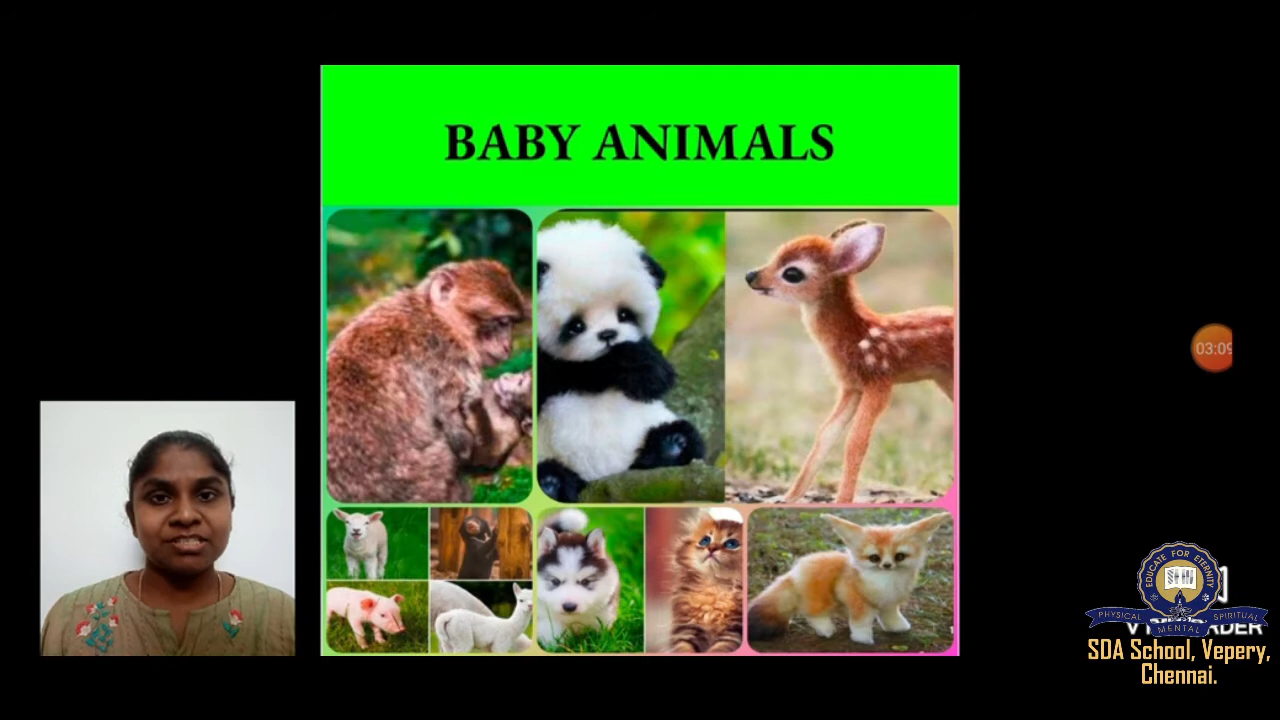 BABY ANIMALS
03:09
EDUCATE FOR ETERNITY
PHYSICAL MENTAL SPIRITUAL
SDA School, Vepery,
Chennai.